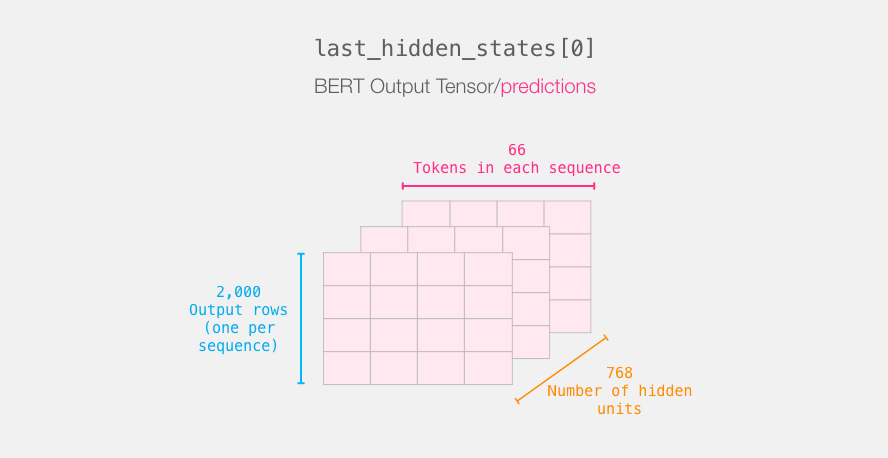 last_hidden_states[0]
BERT Output Tensor/predictions
66
Tokens in each sequence
2,000
Output rows
(one per
sequence)
768
Number of hidden
units